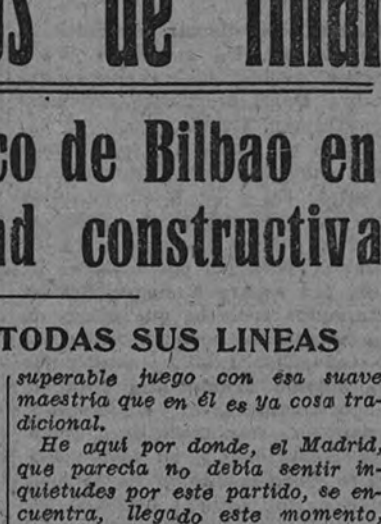 de
de Bilbao en
constructiva
TODAS SUS LINEAS
superable juego con esa suave
maestría que en él es ya cosa tra-
dicional.
He aquí por donde, el Madrid,
que parecía no debía sentir in-
quietudes por este partido, se en-
cuentra, llegado este momento,